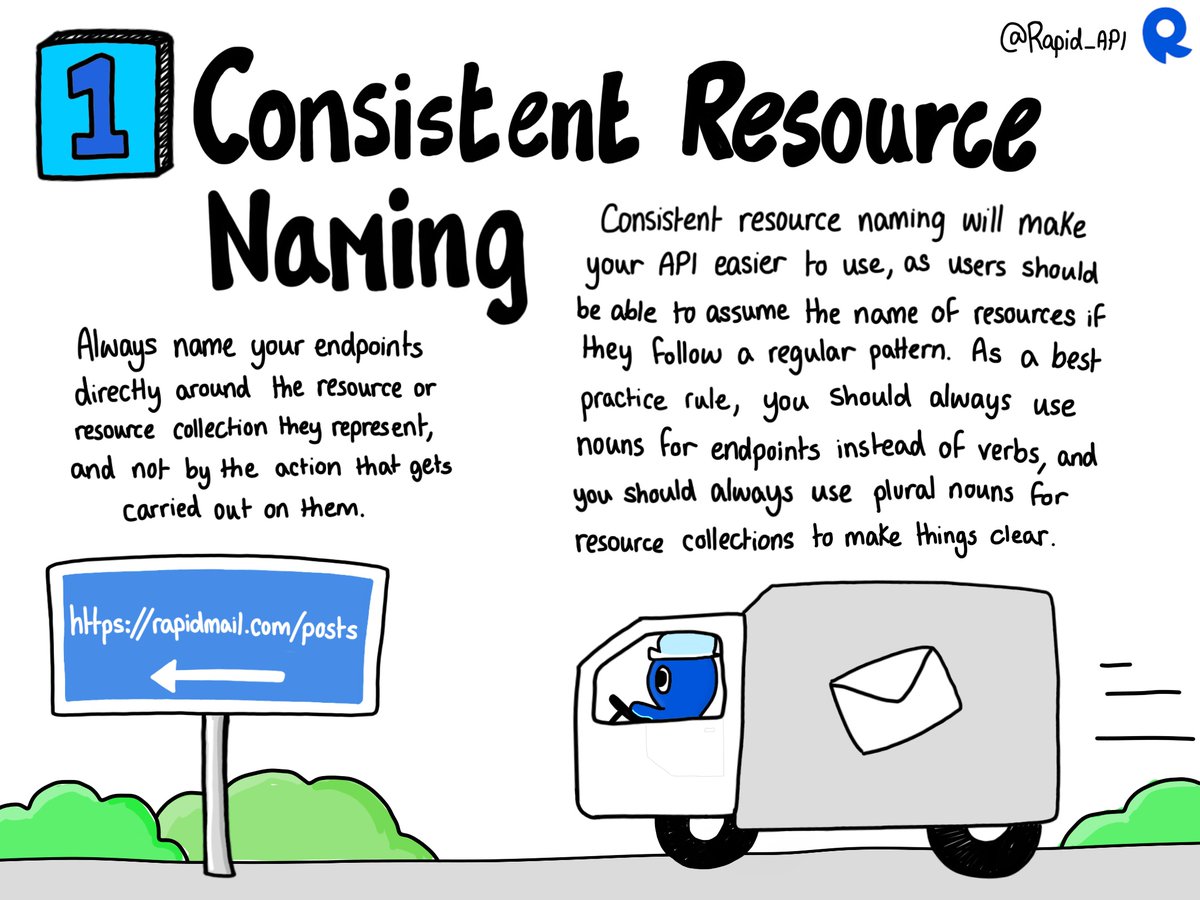 @Rapid_API
1
Consistent Resource
Naming
Always name your endpoints
directly around the resource or
resource collection they represent,
and not by the action that gets
carried out on them.
Consistent resource naming will make
your API easier to use, as users should
be able to assume the name of resources if
they follow a regular pattern. As a best
practice rule, you should always use
nouns for endpoints instead of verbs, and
you should always use plural nouns for
resource collections to make things clear.
https://rapidmail.com/posts